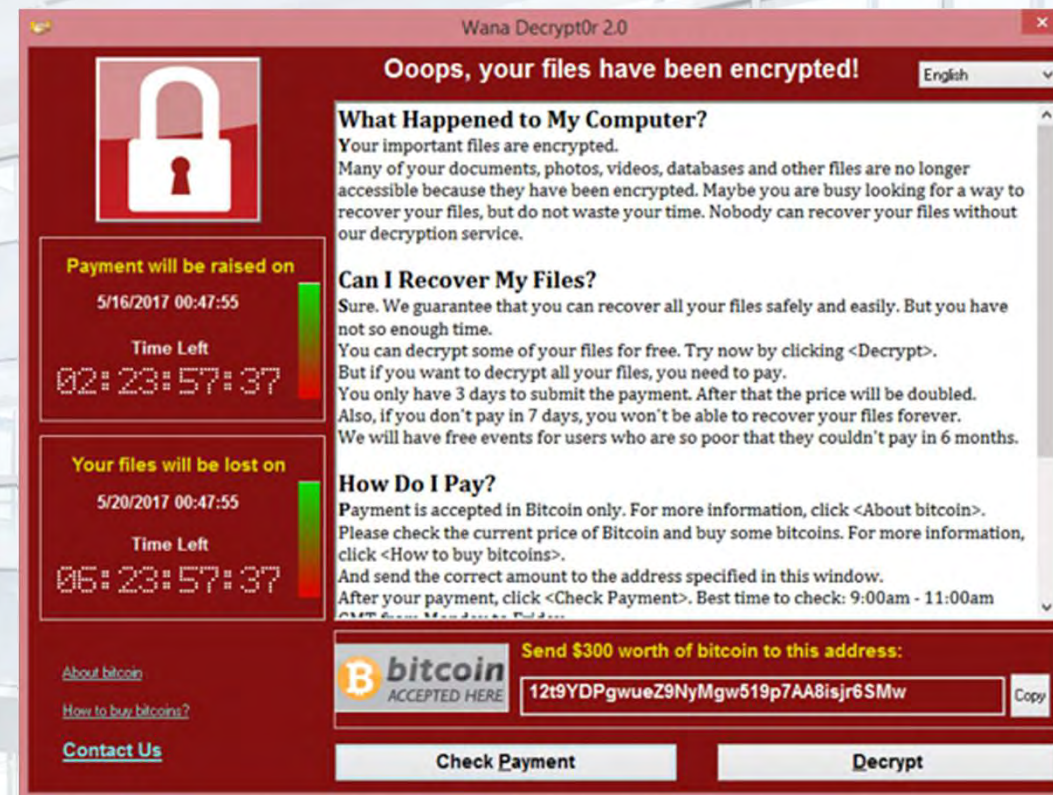 Wana Decrypt0r 2.0
Ooops, your files have been encrypted!
English
Payment will be raised on
5/16/2017 00:47:55
Time Left
02:23:57:37
Your files will be lost on
5/20/2017 00:47:55
Time Left
06:23:57:37
About bitcoin
How to buy bitcoins?
Contact Us
What Happened to My Computer?
Your important files are encrypted.
Many of your documents, photos, videos, databases and other files are no longer
accessible because they have been encrypted. Maybe you are busy looking for a way to
recover your files, but do not waste your time. Nobody can recover your files without
our decryption service.
Can I Recover My Files?
Sure. We guarantee that you can recover all your files safely and easily. But you have
not so enough time.
You can decrypt some of your files for free. Try now by clicking <Decrypt>.
But if you want to decrypt all your files, you need to pay.
You only have 3 days to submit the payment. After that the price will be doubled.
Also, if you don't pay in 7 days, you won't be able to recover your files forever.
We will have free events for users who are so poor that they couldn't pay in 6 months.
How Do I Pay?
Payment is accepted in Bitcoin only. For more information, click <About bitcoin>.
Please check the current price of Bitcoin and buy some bitcoins. For more information,
click <How to buy bitcoins>.
And send the correct amount to the address specified in this window.
After your payment, click <Check Payment>. Best time to check: 9:00am - 11:00am
GMT from Monday to Friday
bitcoin
ACCEPTED HERE
Send $300 worth of bitcoin to this address:
12t9YDPgwueZ9NyMgw519p7AA8isjr6SMw
Copy
Check Payment
Decrypt